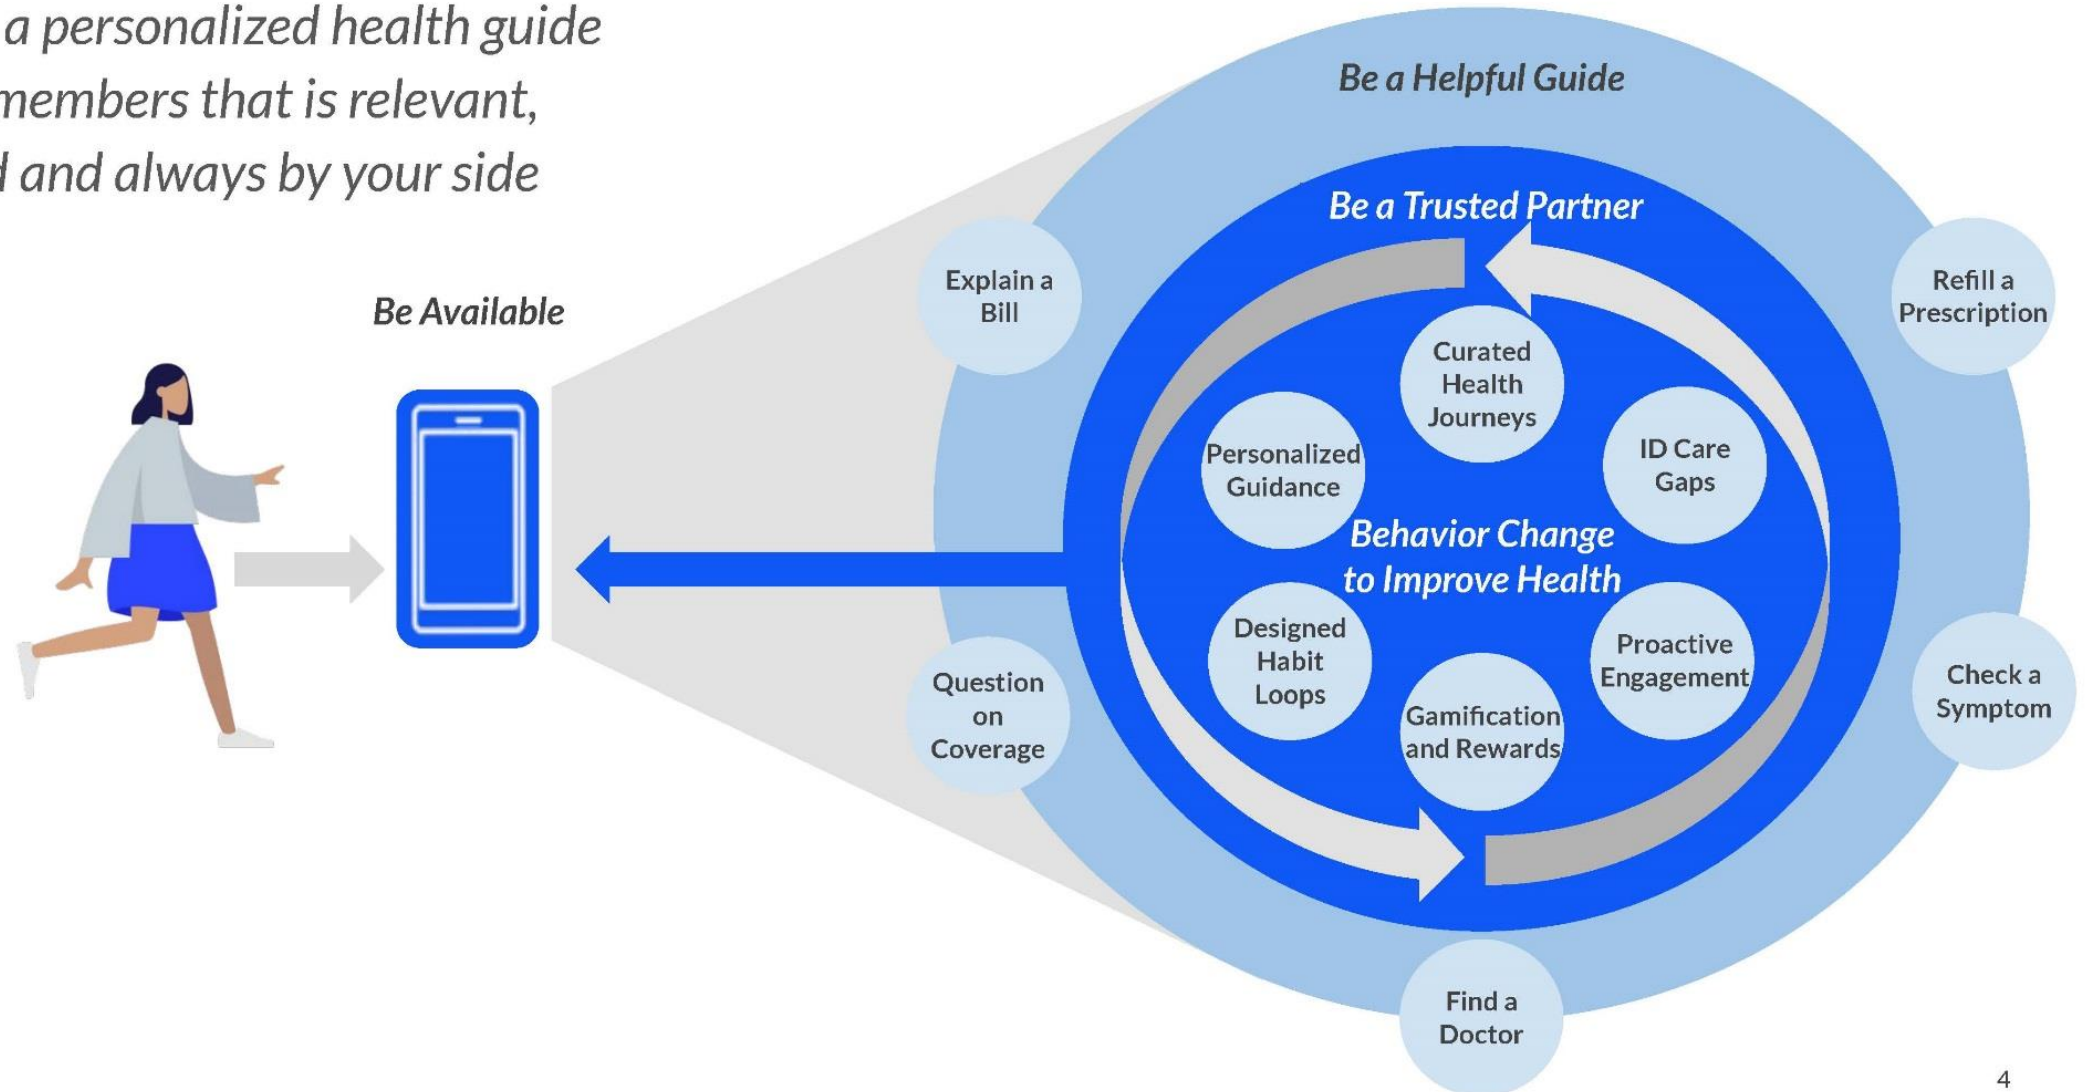 a personalized health guide
members that is relevant,
and always by your side
Be Available
Be a Helpful Guide
Be a Trusted Partner
Explain a
Bill
Refill a
Prescription
Curated
Health
Journeys
Personalized
Guidance
ID Care
Gaps
Behavior Change
to Improve Health
Designed
Habit
Loops
Proactive
Engagement
Gamification
and Rewards
Question
on
Coverage
Check a
Symptom
Find a
Doctor
4